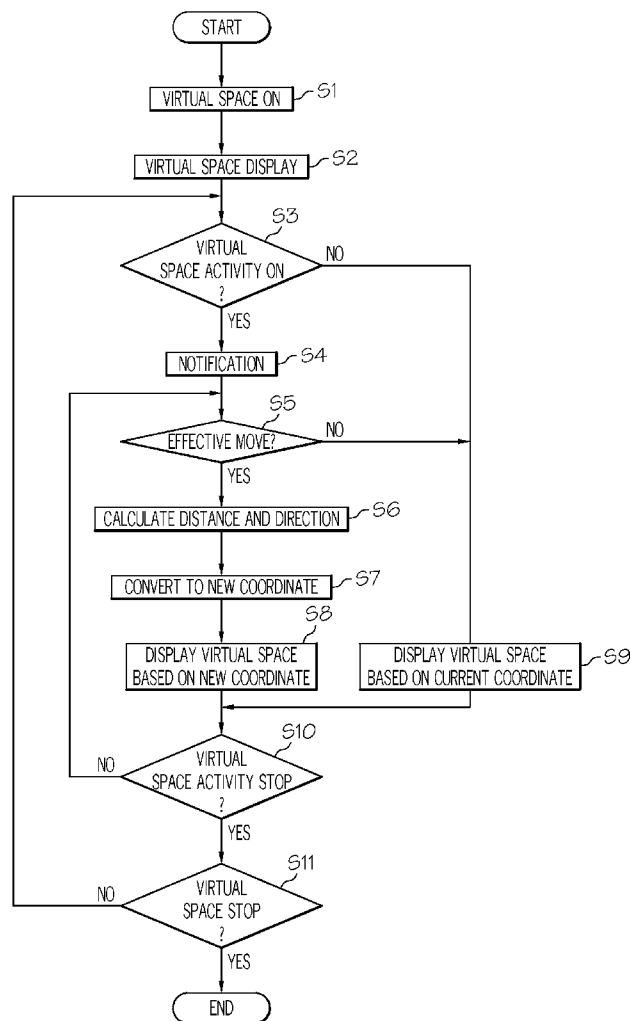 START
VIRTUAL SPACE ON
S1
VIRTUAL SPACE DISPLAY
S2
S3
VIRTUAL
SPACE ACTIVITY ON
?
NO
YES
NOTIFICATION
S4
S5
EFFECTIVE MOVE?
NO
YES
CALCULATE DISTANCE AND DIRECTION
S6
CONVERT TO NEW COORDINATE
S7
S8
DISPLAY VIRTUAL SPACE
BASED ON NEW COORDINATE
DISPLAY VIRTUAL SPACE
BASED ON CURRENT COORDINATE
S9
S10
NO
VIRTUAL
SPACE ACTIVITY STOP
?
YES
S11
NO
VIRTUAL
SPACE STOP
?
YES
END